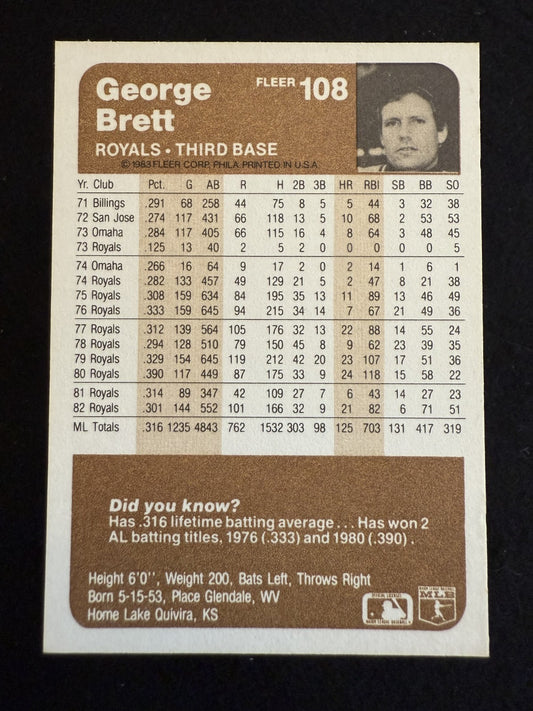 George
Brett
FLEER 108
ROYALS • THIRD BASE
© 1983 FLEER CORP. PHILA. PRINTED IN U.S.A.
Yr. Club Pct. G AB R H 2B 3B HR RBI SB BB SO
71 Billings .291 68 258 44 75 8 5 5 44 3 32 38
72 San Jose .274 117 431 66 118 13 5 10 68 2 53 53
73 Omaha .284 117 405 66 115 16 4 8 64 3 48 45
73 Royals .125 13 40 2 5 2 0 0 0 0 0 5
74 Omaha .266 16 64 9 17 2 0 2 14 1 6 1
74 Royals .282 133 457 49 129 21 5 2 47 8 21 38
75 Royals .308 159 634 84 195 35 13 11 89 13 46 49
76 Royals .333 159 645 94 215 34 14 7 67 21 49 36
77 Royals .312 139 564 105 176 32 13 22 88 14 55 24
78 Royals .294 128 510 79 150 45 8 9 62 23 39 35
79 Royals .329 154 645 119 212 42 20 23 107 17 51 36
80 Royals .390 117 449 87 175 33 9 24 118 15 58 22
81 Royals .314 89 347 42 109 27 7 6 43 14 27 23
82 Royals .301 144 552 101 166 32 9 21 82 6 71 51
ML Totals .316 1235 4843 762 1532 303 98 125 703 131 417 319
Did you know?
Has .316 lifetime batting average . . . Has won 2
AL batting titles, 1976 (.333) and 1980 (.390) .
Height 6'0'', Weight 200, Bats Left, Throws Right
Born 5-15-53, Place Glendale, WV
Home Lake Quivira, KS
MLB